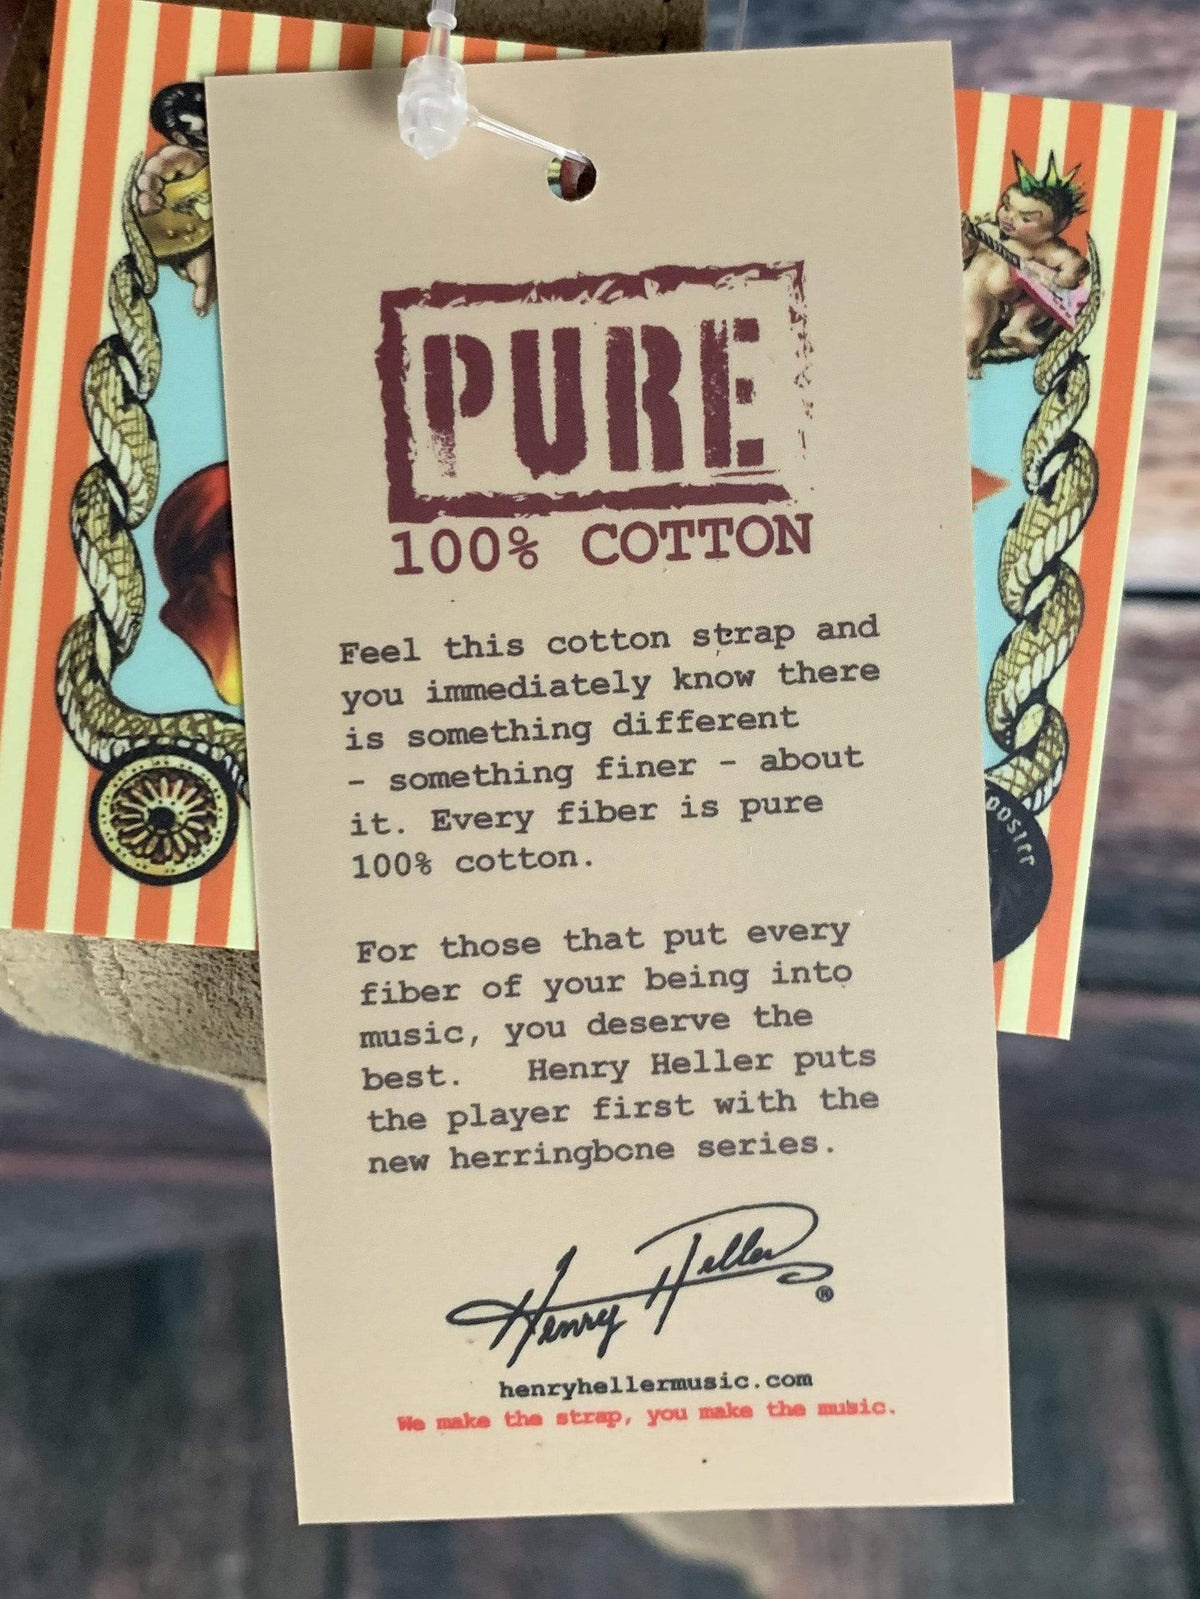 PURE
100% COTTON
Feel this cotton strap and
you immediately know there
is something different
- something finer - about
it. Every fiber is pure
100% cotton.
For those that put every
fiber of your being into
music, you deserve the
best. Henry Heller puts
the player first with the
new herringbone series.
Henry Heller ®
henryhellermusic.com
We make the strap, you make the music.